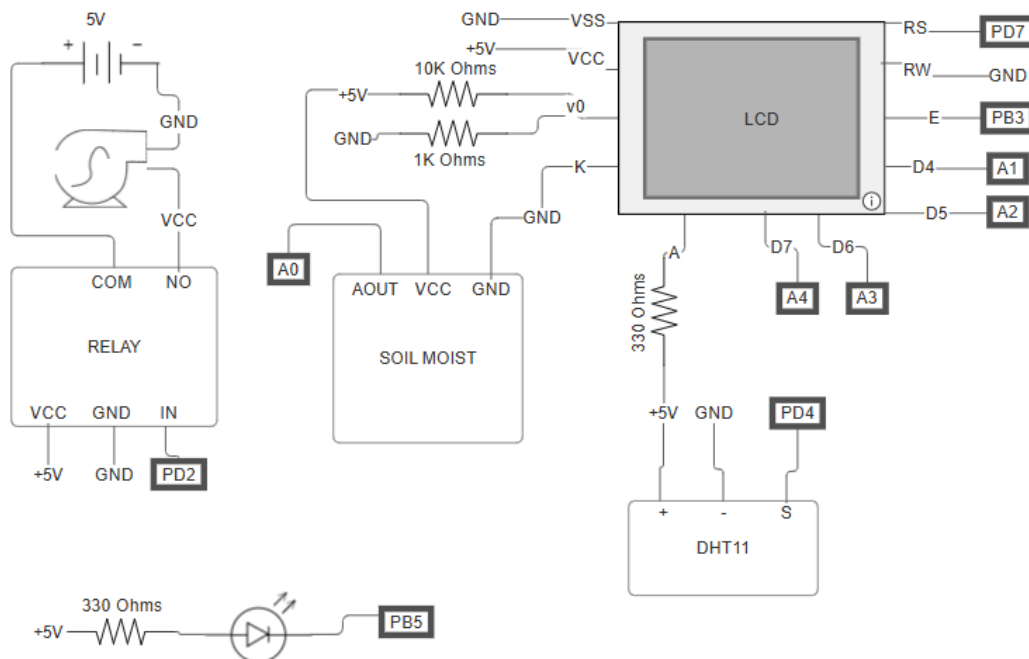 5V
+ -
GND
VCC
COM NO
RELAY
VCC GND IN
+5V GND PD2
GND VSS
+5V VCC
10K Ohms
+5V
v0
GND
1K Ohms
K
GND
A0
AOUT VCC GND
SOIL MOIST
LCD
i
RS PD7
RW GND
E PB3
D4 A1
D5 A2
A D7 D6
A4 A3
330 Ohms
+5V GND PD4
+ - S
DHT11
330 Ohms
+5V PB5